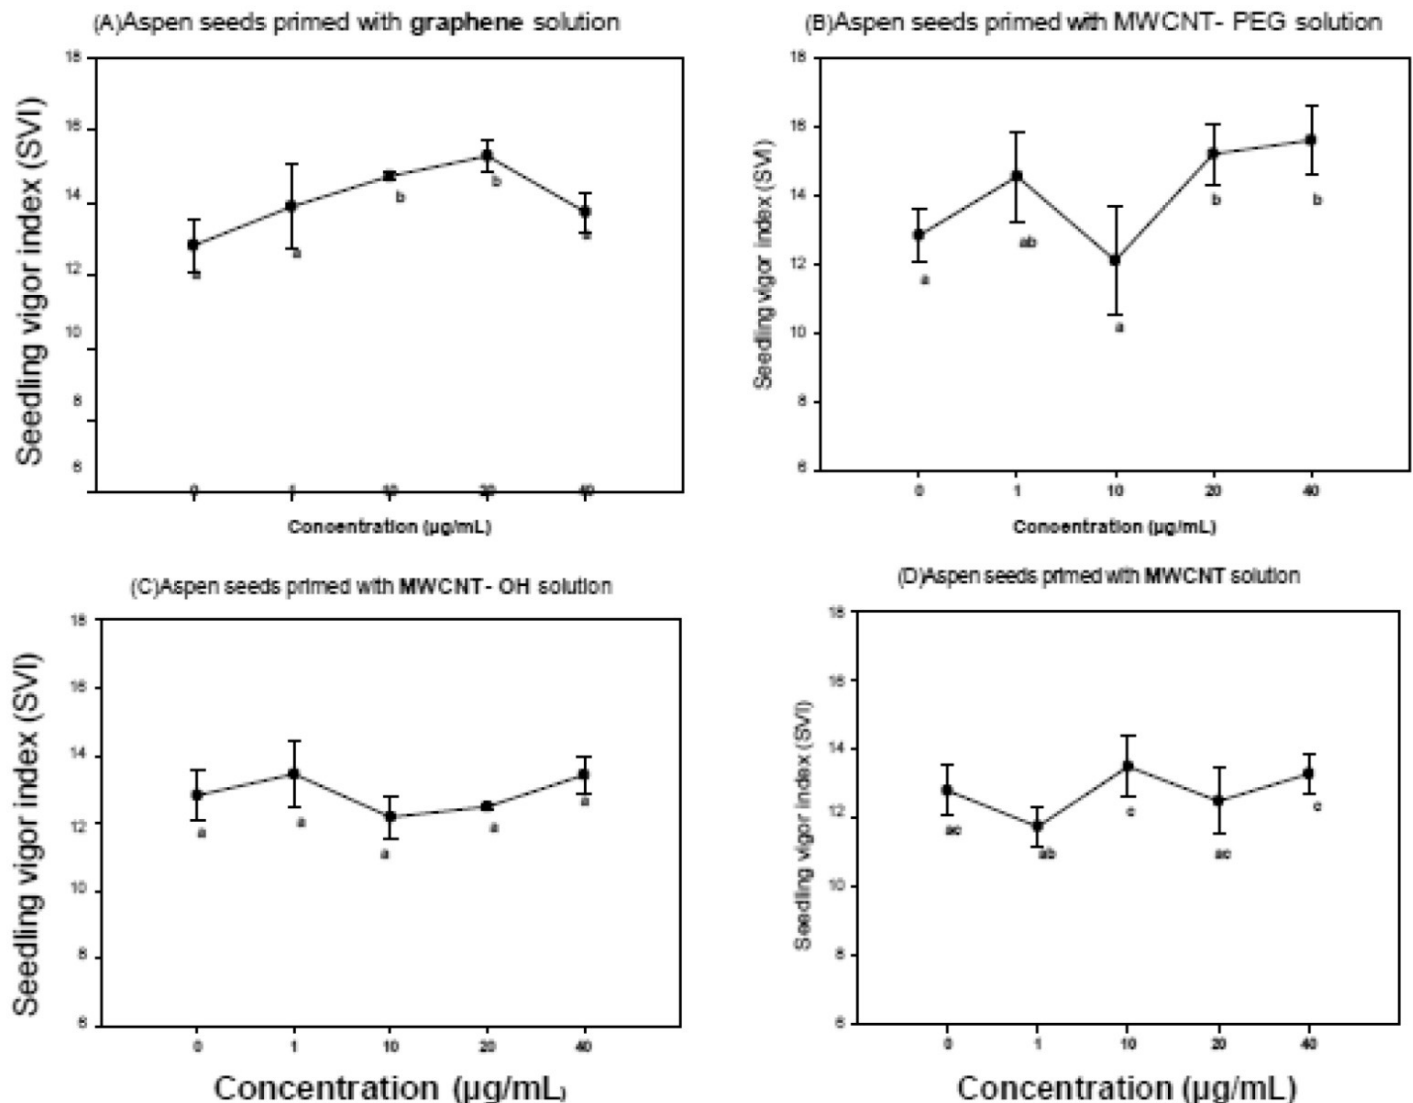 (A)Aspen seeds primed with graphene solution
18
16
14
12
10
8
6
Seedling vigor index (SVI)
a
a
b
b
a
0
1
10
20
40
Concentration (µg/mL)
(B)Aspen seeds primed with MWCNT- PEG solution
18
16
14
12
10
8
6
Seedling vigor index (SVI)
a
ab
a
b
b
0
1
10
20
40
Concentration (µg/mL)
(C)Aspen seeds primed with MWCNT- OH solution
18
16
14
12
10
8
6
Seedling vigor index (SVI)
a
a
a
a
a
0
1
10
20
40
Concentration (µg/mL)
(D)Aspen seeds primed with MWCNT solution
18
16
14
12
10
8
6
Seedling vigor index (SVI)
ac
ab
c
ac
c
0
1
10
20
40
Concentration (µg/mL)